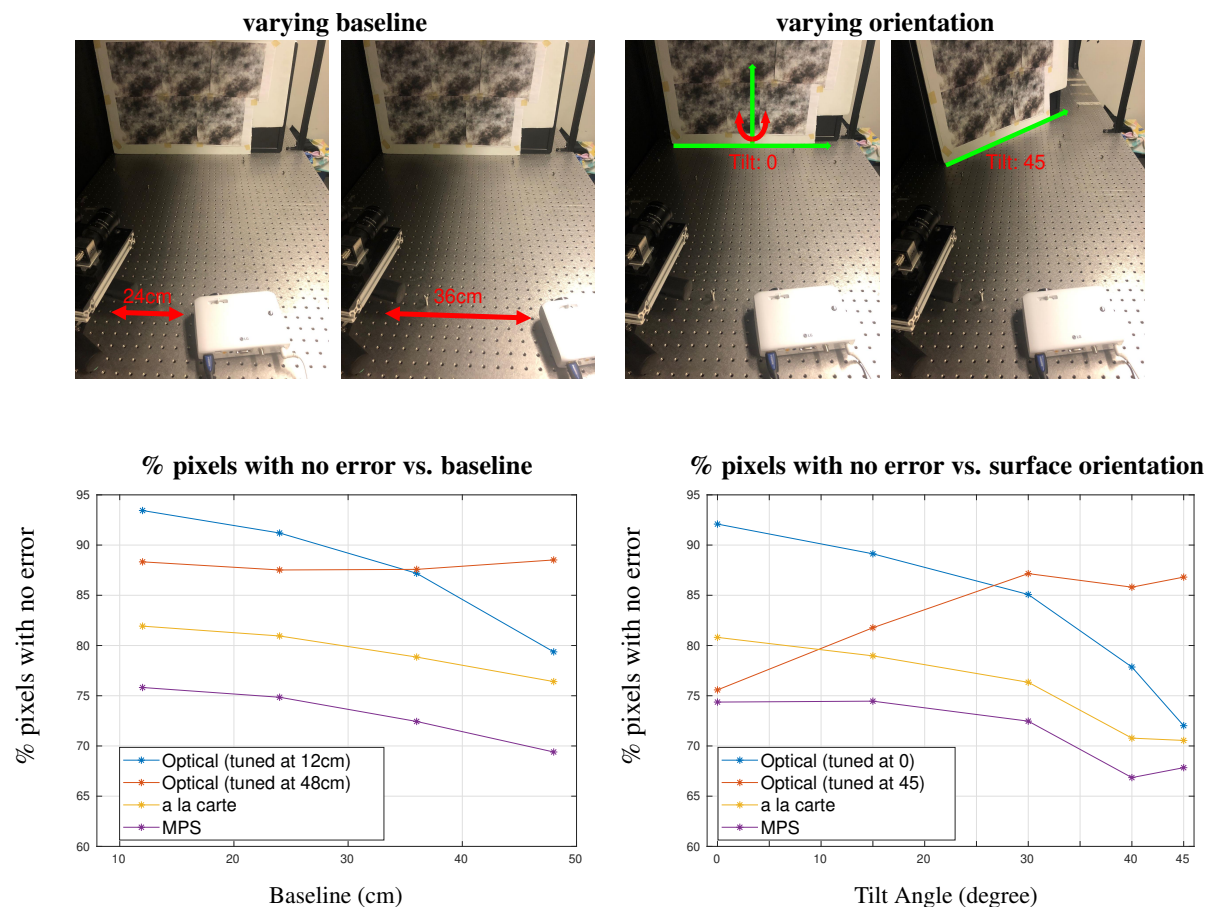 varying baseline
varying orientation
24cm
36cm
Tilt: 0
Tilt: 45
LG
LG
LG
% pixels with no error vs. baseline
% pixels with no error
95
90
85
80
75
70
65
60
Optical (tuned at 12cm)
Optical (tuned at 48cm)
a la carte
MPS
10
20
30
40
50
Baseline (cm)
% pixels with no error vs. surface orientation
% pixels with no error
95
90
85
80
75
70
65
60
Optical (tuned at 0)
Optical (tuned at 45)
a la carte
MPS
0
10
20
30
40
45
Tilt Angle (degree)